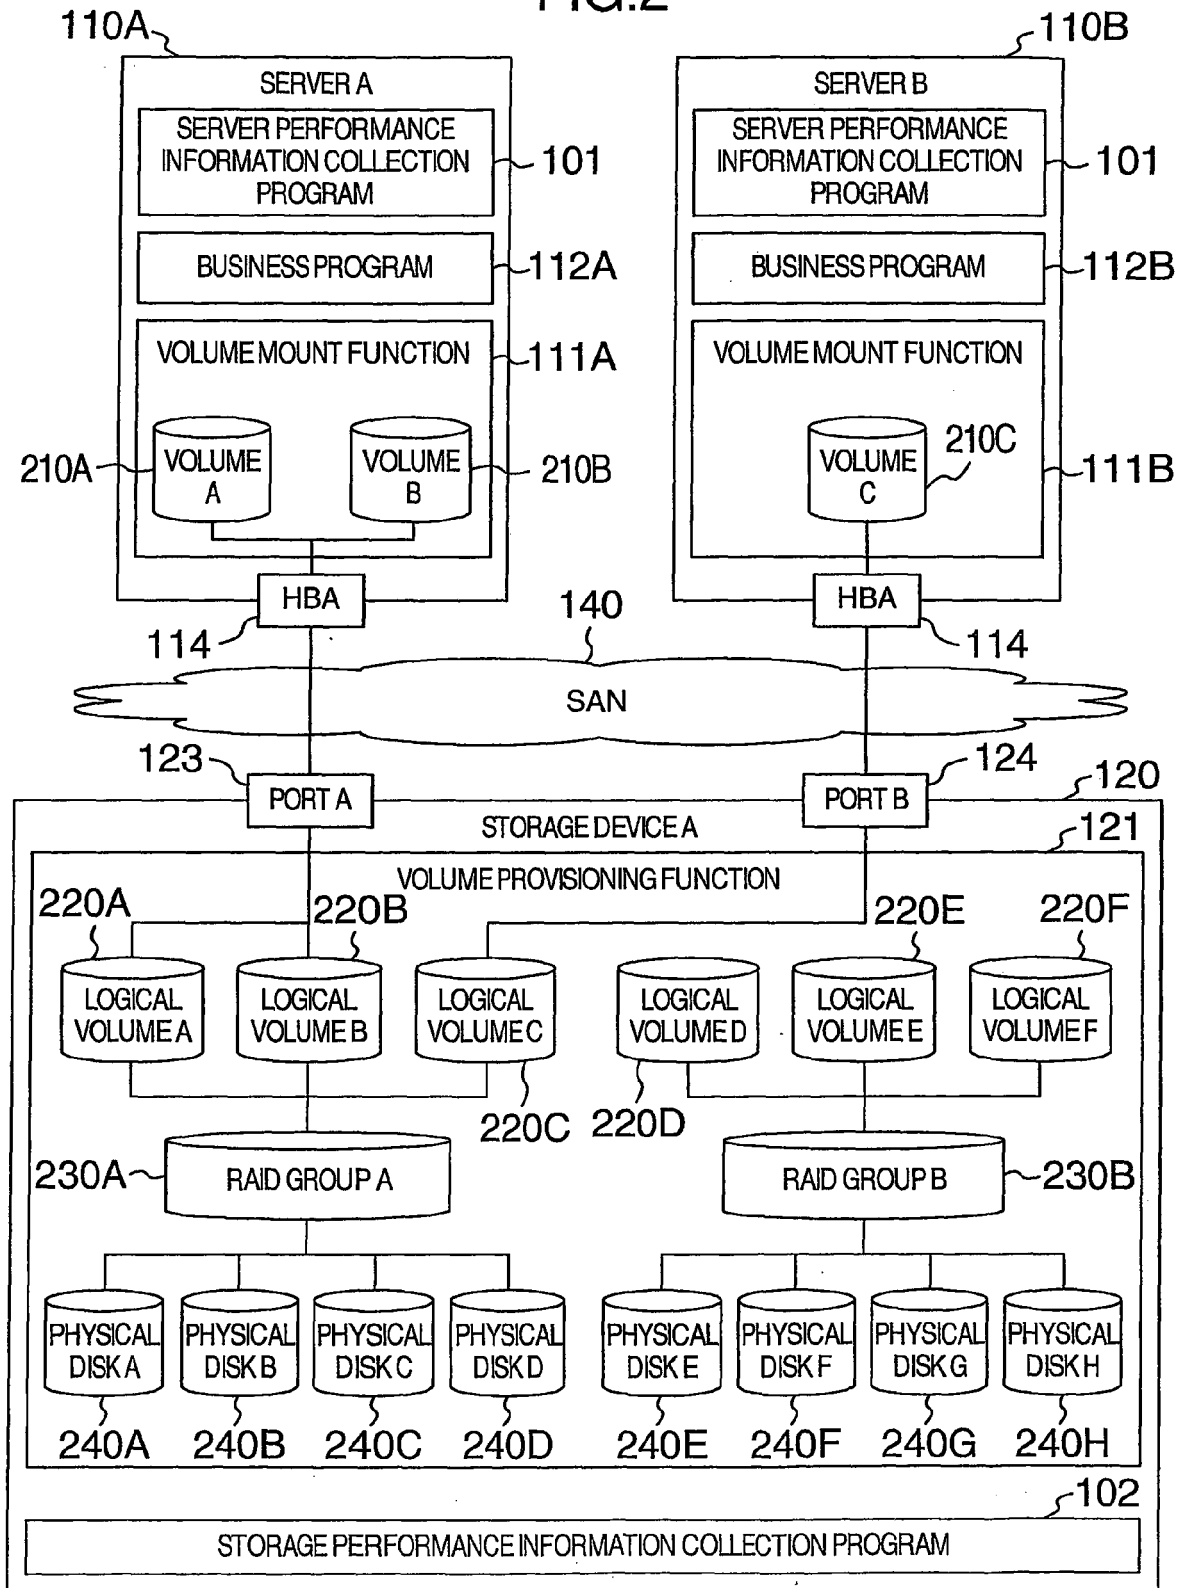 FIG.2
110A
110B
SERVER A
SERVER B
SERVER PERFORMANCE
INFORMATION COLLECTION
PROGRAM
101
SERVER PERFORMANCE
INFORMATION COLLECTION
PROGRAM
101
BUSINESS PROGRAM
112A
BUSINESS PROGRAM
112B
VOLUME MOUNT FUNCTION
111A
VOLUME MOUNT FUNCTION
111B
210A
VOLUME
A
VOLUME
B
210B
VOLUME
C
210C
HBA
114
HBA
114
140
SAN
123
PORT A
PORT B
124
120
STORAGE DEVICE A
121
VOLUME PROVISIONING FUNCTION
220A
220B
220E
220F
LOGICAL
VOLUME A
LOGICAL
VOLUME B
LOGICAL
VOLUME C
LOGICAL
VOLUME D
LOGICAL
VOLUME E
LOGICAL
VOLUME F
220C
220D
230A
RAID GROUP A
RAID GROUP B
230B
PHYSICAL
DISK A
PHYSICAL
DISK B
PHYSICAL
DISK C
PHYSICAL
DISK D
PHYSICAL
DISK E
PHYSICAL
DISK F
PHYSICAL
DISK G
PHYSICAL
DISK H
240A
240B
240C
240D
240E
240F
240G
240H
102
STORAGE PERFORMANCE INFORMATION COLLECTION PROGRAM